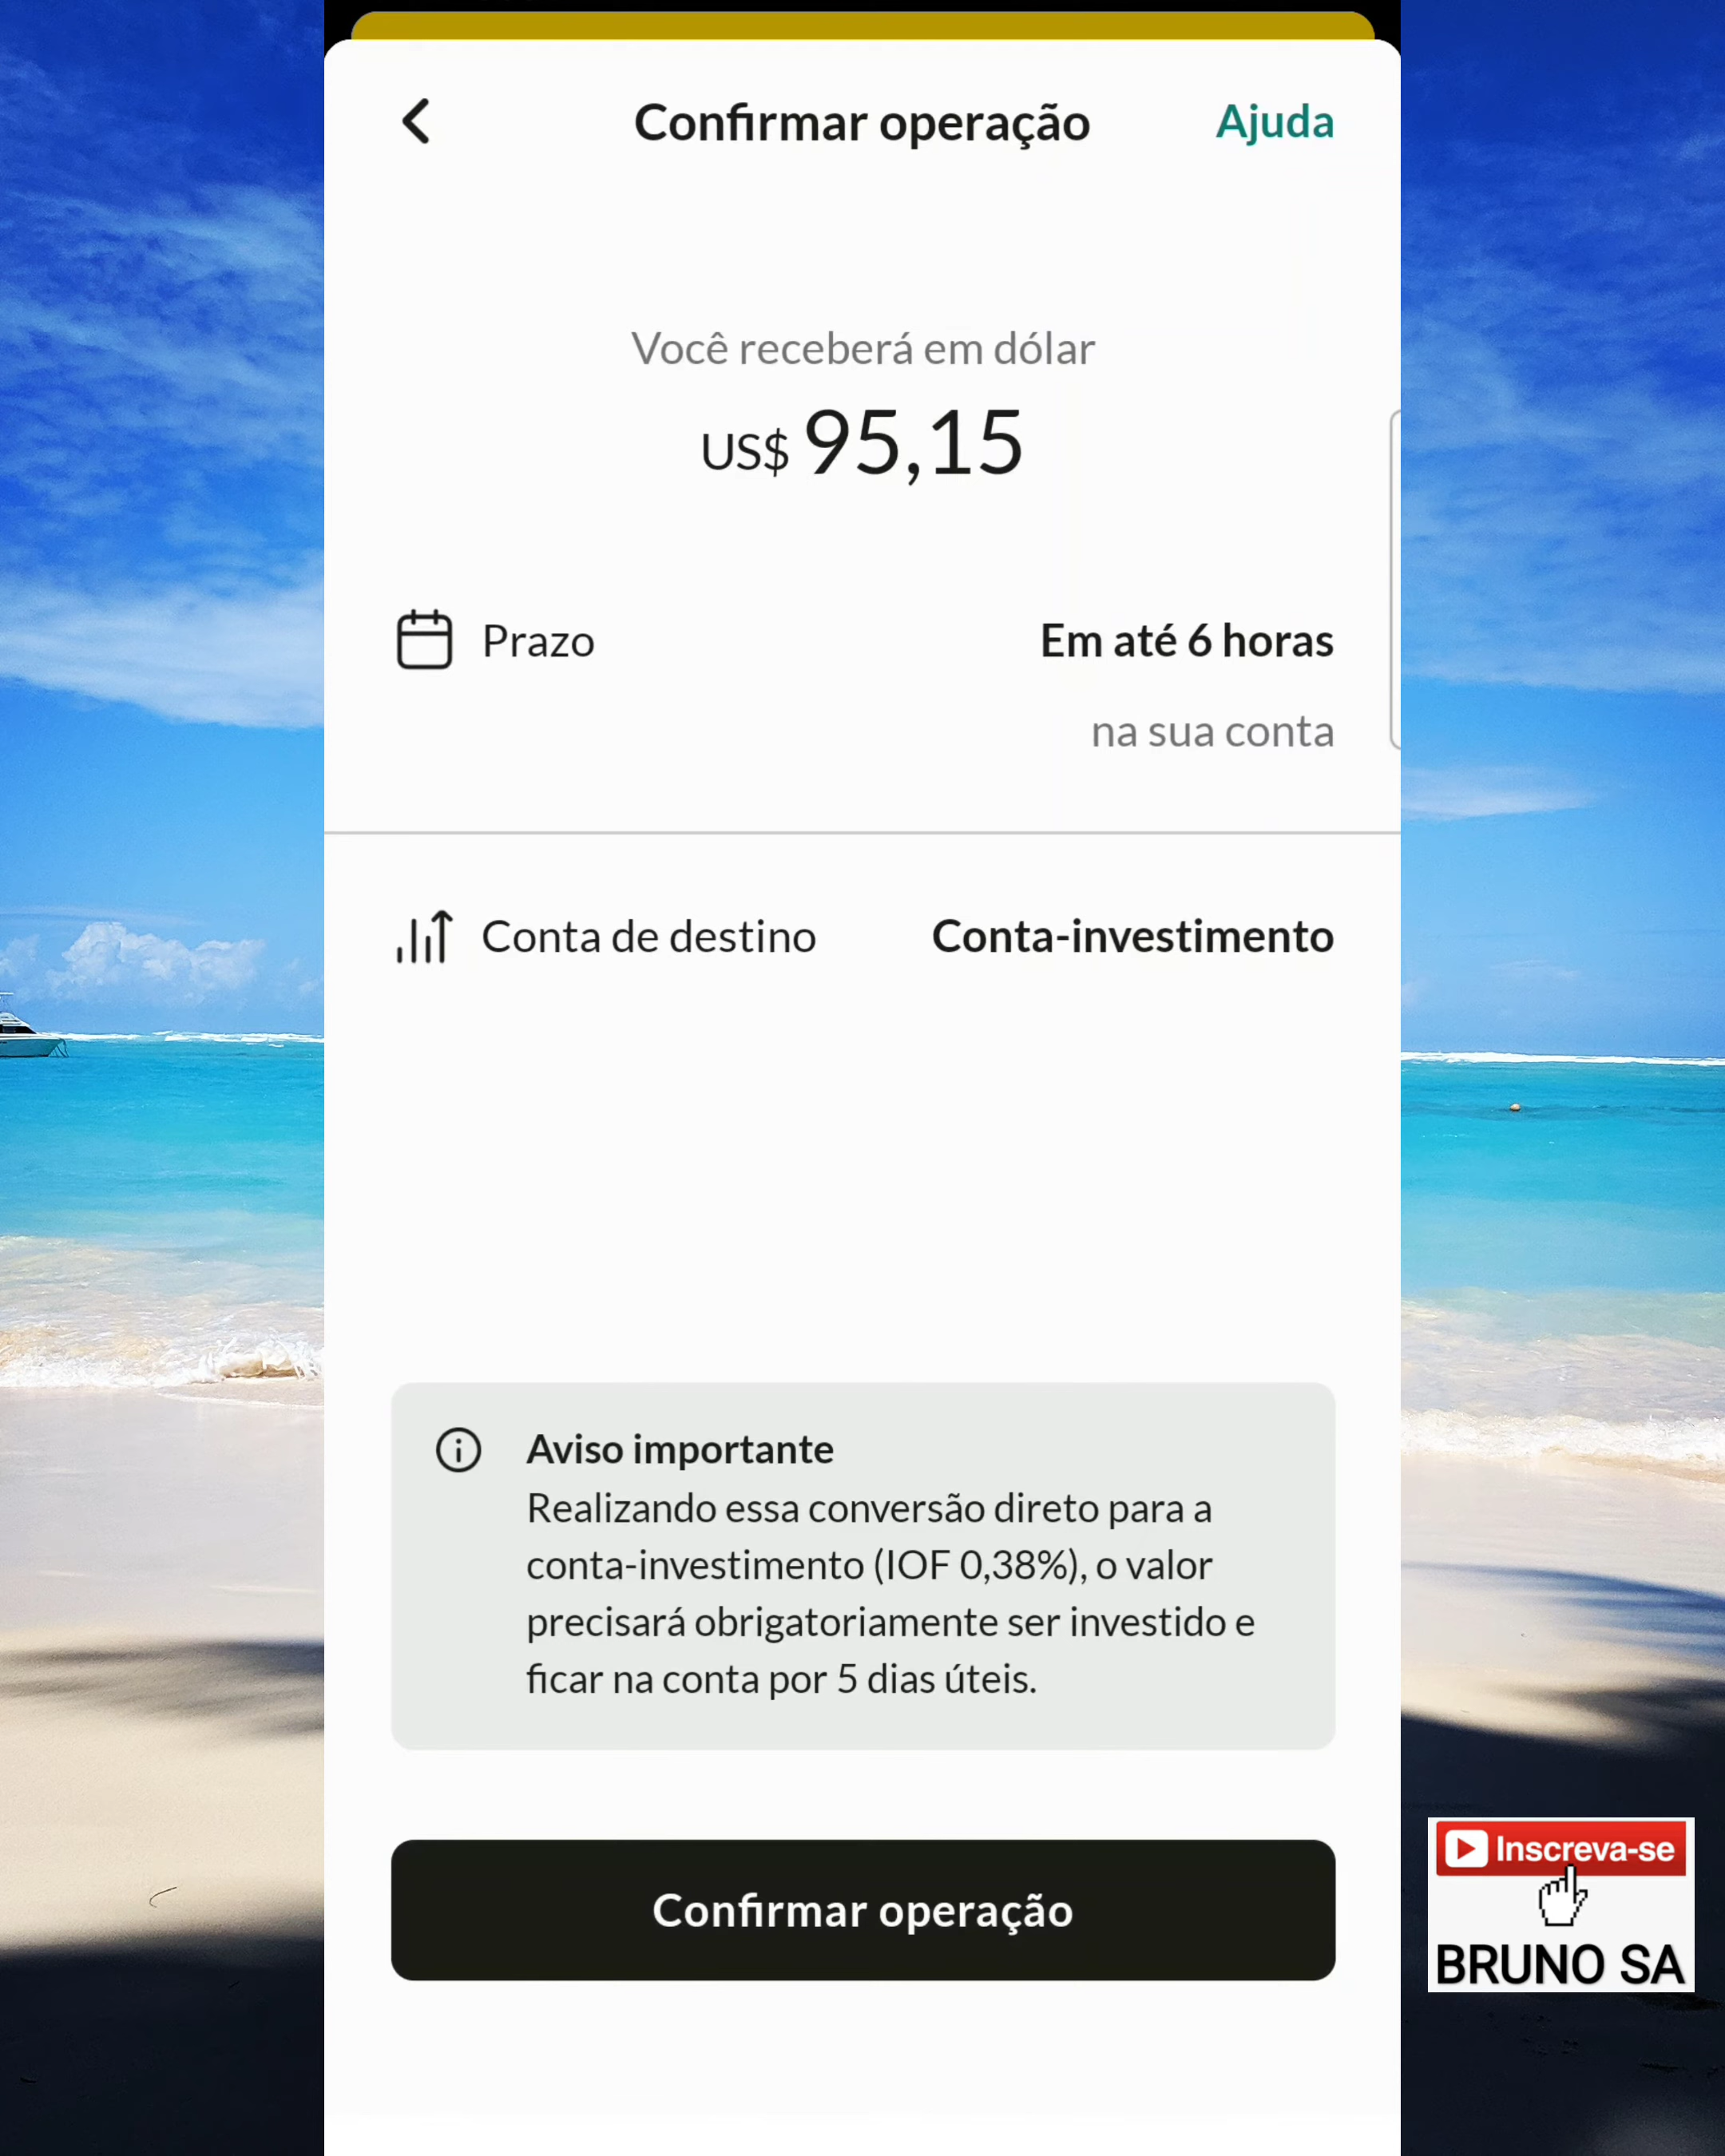 Confirmar operação
Ajuda
Você receberá em dólar
US$ 95,15
Prazo
Em até 6 horas
na sua conta
Conta de destino
Conta-investimento
Aviso importante
Realizando essa conversão direto para a
conta-investimento (IOF 0,38%), o valor
precisará obrigatoriamente ser investido e
ficar na conta por 5 dias úteis.
Confirmar operação
Inscreva-se
BRUNO SA